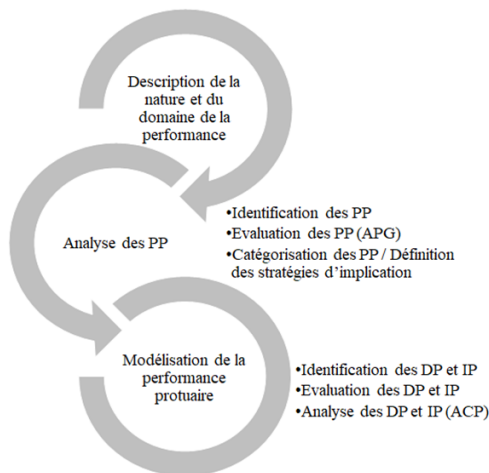 Description de la
nature et du
domaine de la
performance
Analyse des PP
•Identification des PP
•Evaluation des PP (APG)
•Catégorisation des PP / Définition
des stratégies d'implication
Modélisation de la
performance
protuaire
•Identification des DP et IP
•Evaluation des DP et IP
•Analyse des DP et IP (ACP)